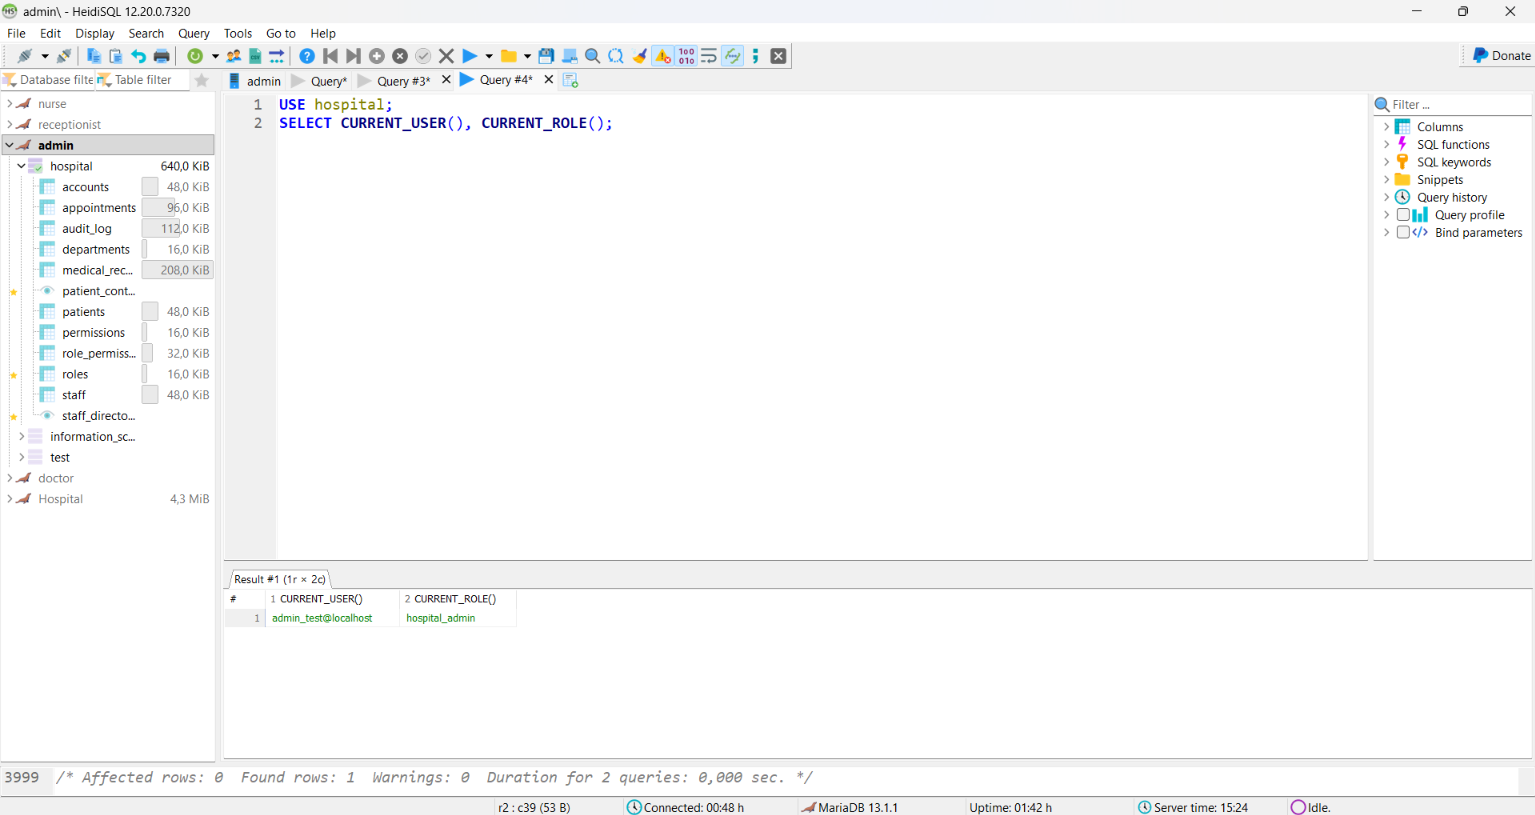 admin\ - HeidiSQL 12.20.0.7320
File Edit Display Search Query Tools Go to Help
Donate
Database filte Table filter admin Query* Query #3* Query #4*
nurse
receptionist
admin
hospital 640,0 KiB
accounts 48,0 KiB
appointments 96,0 KiB
audit_log 112,0 KiB
departments 16,0 KiB
medical_rec... 208,0 KiB
patient_cont...
patients 48,0 KiB
permissions 16,0 KiB
role_permiss... 32,0 KiB
roles 16,0 KiB
staff 48,0 KiB
staff_directo...
information_sc...
test
doctor
Hospital 4,3 MiB
1 USE hospital;
2 SELECT CURRENT_USER(), CURRENT_ROLE();
Filter ...
Columns
SQL functions
SQL keywords
Snippets
Query history
Query profile
Bind parameters
Result #1 (1r × 2c)
# 1 CURRENT_USER() 2 CURRENT_ROLE()
1 admin_test@localhost hospital_admin
3999 /* Affected rows: 0 Found rows: 1 Warnings: 0 Duration for 2 queries: 0,000 sec. */
r2 : c39 (53 B) Connected: 00:48 h MariaDB 13.1.1 Uptime: 01:42 h Server time: 15:24 Idle.